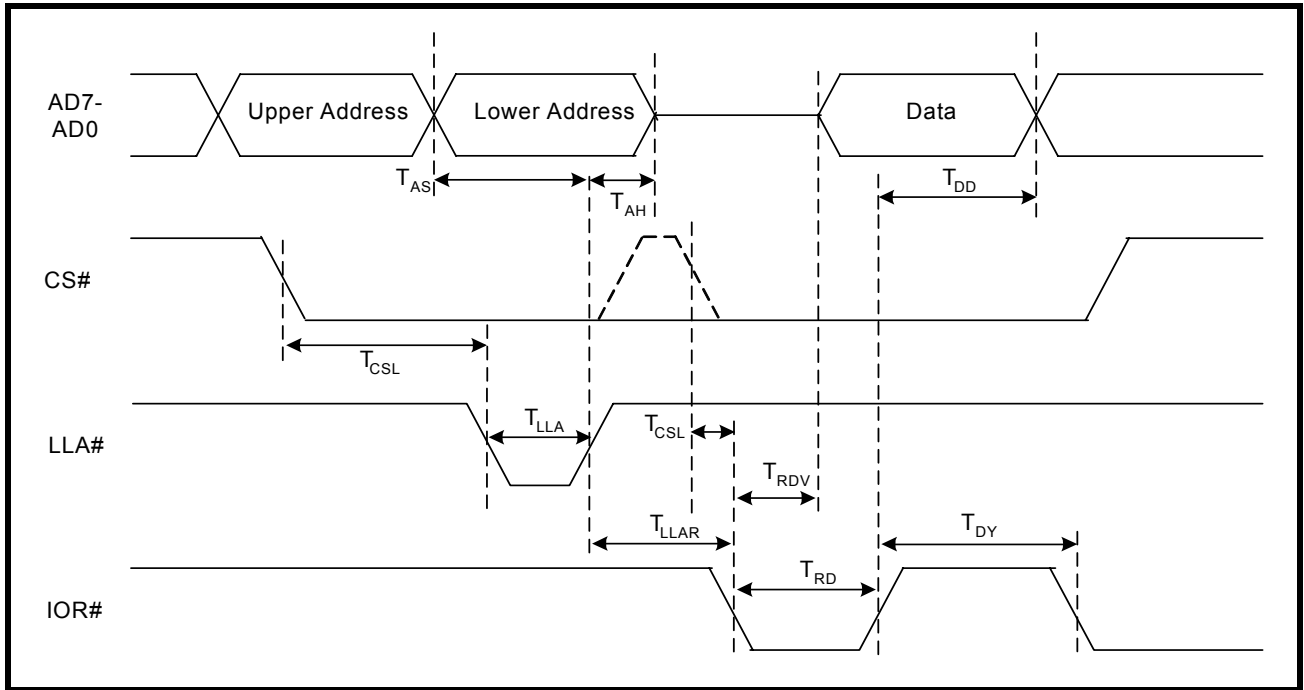 AD7-
AD0
Upper Address
Lower Address
Data
TAS
TAH
TDD
CS#
TCSL
LLA#
TLLA
TCSL
TRDV
TLLAR
TDY
IOR#
TRD